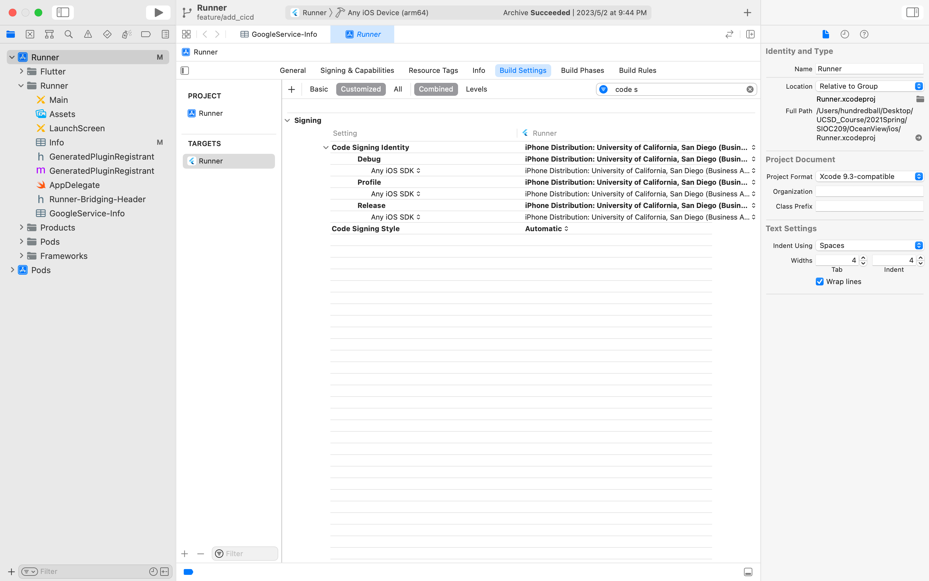 Runner
feature/add_cicd
Runner
Any iOS Device (arm64)
Archive Succeeded | 2023/5/2 at 9:44 PM
GoogleService-Info
Runner
Runner
Runner M
Flutter
Runner
Main
Assets
LaunchScreen
Info M
GeneratedPluginRegistrant
GeneratedPluginRegistrant
AppDelegate
Runner-Bridging-Header
GoogleService-Info
Products
Pods
Frameworks
Pods
Filter
PROJECT
Runner
TARGETS
Runner
Filter
General Signing & Capabilities Resource Tags Info Build Settings Build Phases Build Rules
Basic Customized All Combined Levels code s
Signing
Setting Runner
Code Signing Identity iPhone Distribution: University of California, San Diego (Busin...
Debug iPhone Distribution: University of California, San Diego (Busin...
Any iOS SDK iPhone Distribution: University of California, San Diego (Business A...
Profile iPhone Distribution: University of California, San Diego (Busin...
Any iOS SDK iPhone Distribution: University of California, San Diego (Business A...
Release iPhone Distribution: University of California, San Diego (Busin...
Any iOS SDK iPhone Distribution: University of California, San Diego (Business A...
Code Signing Style Automatic
Identity and Type
Name Runner
Location Relative to Group
Runner.xcodeproj
Full Path /Users/hundredball/Desktop/
UCSD_Course/2021Spring/
SIOC209/OceanView/ios/
Runner.xcodeproj
Project Document
Project Format Xcode 9.3-compatible
Organization
Class Prefix
Text Settings
Indent Using Spaces
Widths 4 4
Tab Indent
Wrap lines